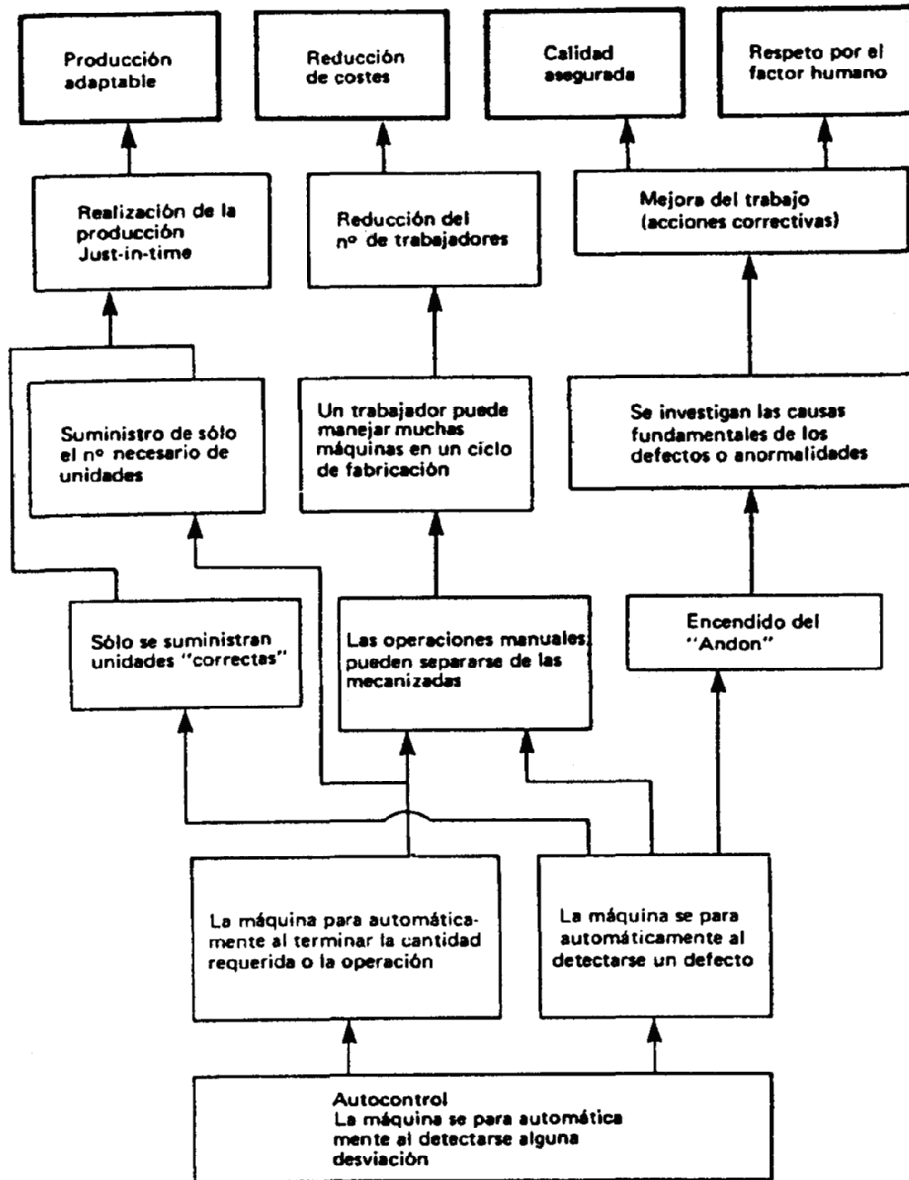 Producción
adaptable
Reducción
de costes
Calidad
asegurada
Respeto por el
factor humano
Realización de la
producción
Just-in-time
Reducción del
nº de trabajadores
Mejora del trabajo
(acciones correctivas)
Suministro de sólo
el nº necesario de
unidades
Un trabajador puede
manejar muchas
máquinas en un ciclo
de fabricación
Se investigan las causas
fundamentales de los
defectos o anormalidades
Sólo se suministran
unidades "correctas"
Las operaciones manuales
pueden separarse de las
mecanizadas
Encendido del
"Andon"
La máquina para automática-
mente al terminar la cantidad
requerida o la operación
La máquina se para
automáticamente al
detectarse un defecto
Autocontrol
La máquina se para automática
mente al detectarse alguna
desviación